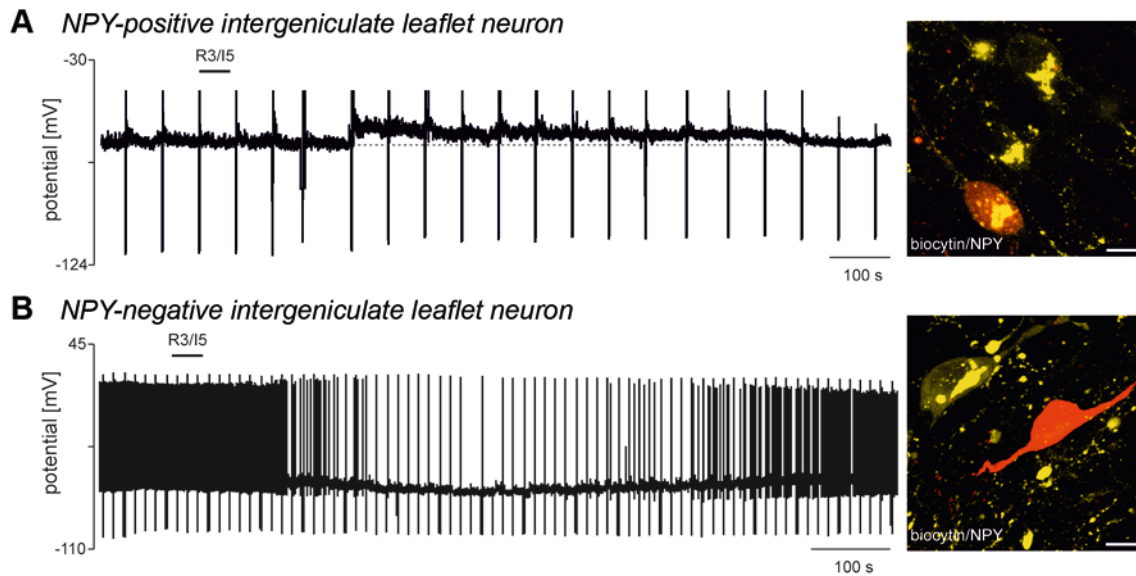 A NPY-positive intergeniculate leaflet neuron
R3/I5
-30
potential [mV]
-124
100 s
biocytin/NPY
B NPY-negative intergeniculate leaflet neuron
R3/I5
45
potential [mV]
-110
100 s
biocytin/NPY